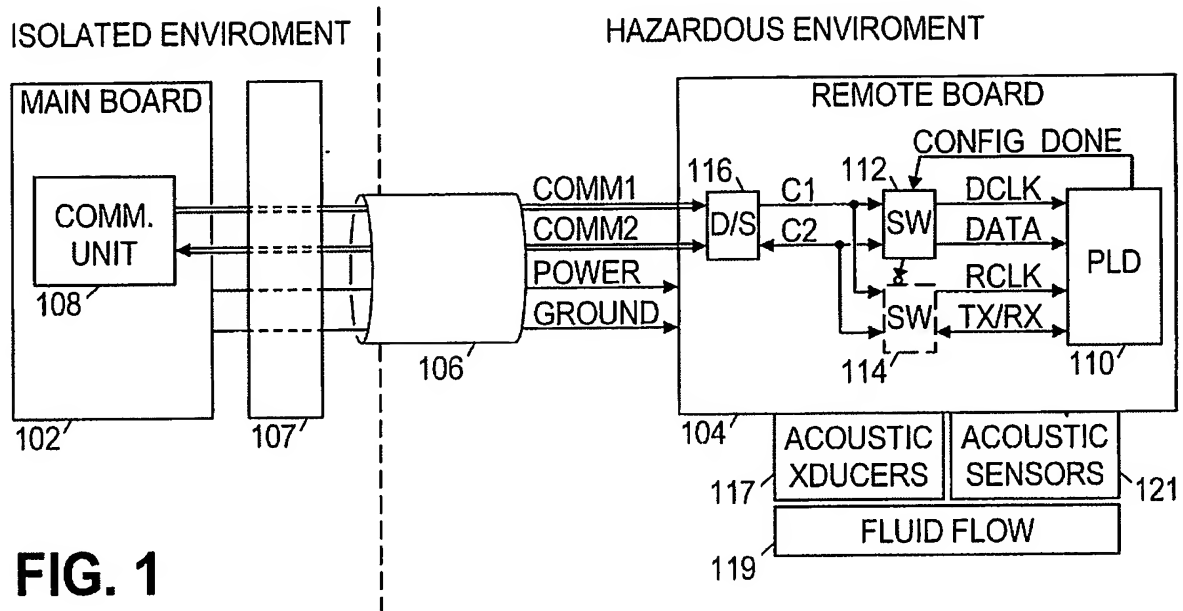 ISOLATED ENVIROMENT
HAZARDOUS ENVIROMENT
MAIN BOARD
COMM.
UNIT
108
102
107
106
COMM1
COMM2
POWER
GROUND
REMOTE BOARD
CONFIG_DONE
116
D/S
C1
C2
112
SW
DCLK
DATA
RCLK
TX/RX
SW
114
PLD
110
104
ACOUSTIC
XDUCERS
117
ACOUSTIC
SENSORS
121
FLUID FLOW
119
FIG. 1